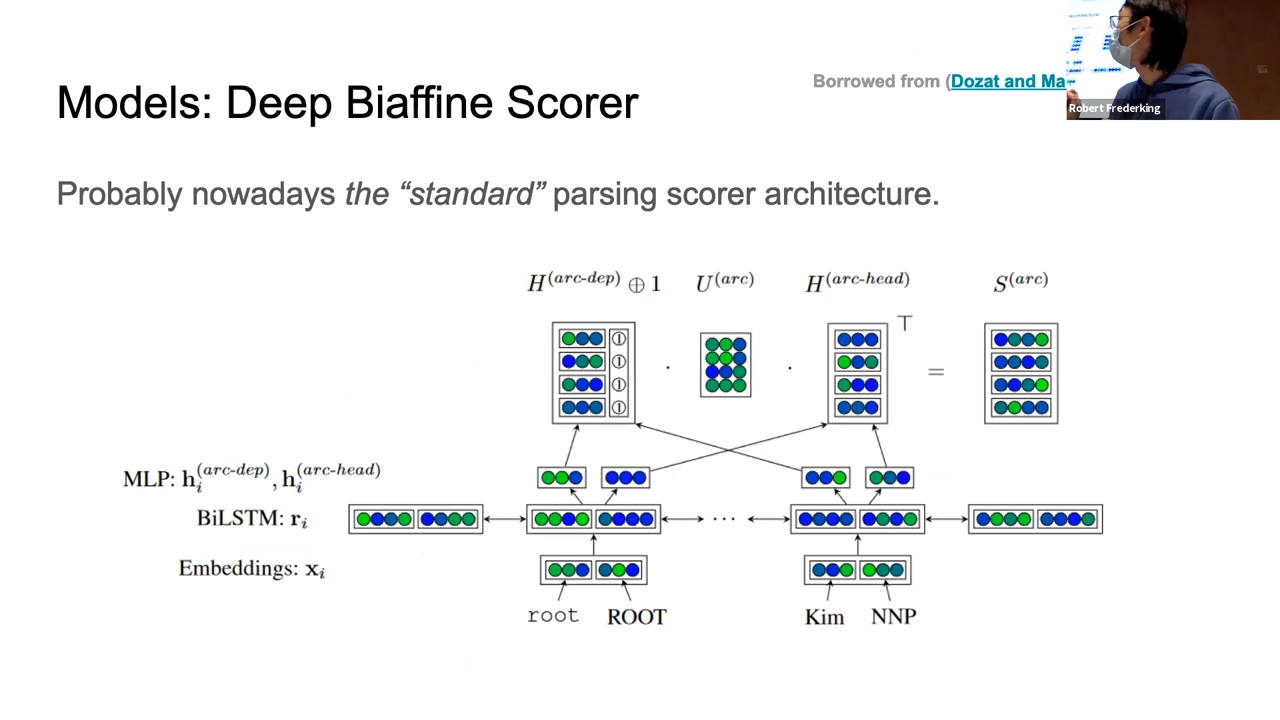 Models: Deep Biaffine Scorer
Borrowed from (Dozat and Ma
Robert Frederking
Probably nowadays the “standard” parsing scorer architecture.
H^(arc-dep) ⊕ 1 U^(arc) H^(arc-head) S^(arc)
⊤
· · =
MLP: h_i^(arc-dep), h_i^(arc-head)
BiLSTM: r_i
...
Embeddings: x_i
root ROOT Kim NNP